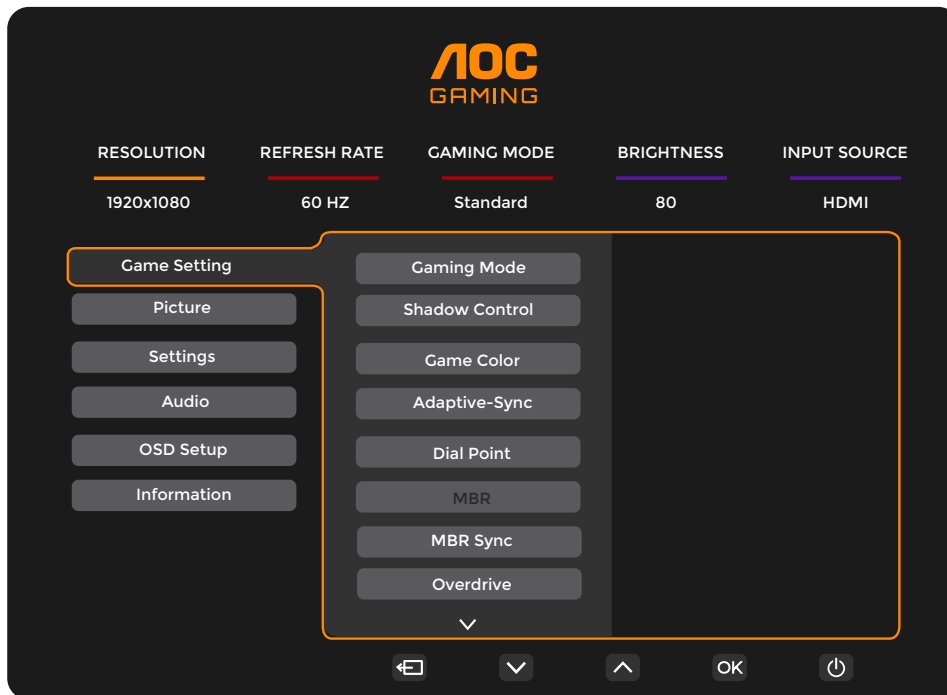 AOC
GAMING
RESOLUTION REFRESH RATE GAMING MODE BRIGHTNESS INPUT SOURCE
1920x1080 60 HZ Standard 80 HDMI
Game Setting
Picture
Settings
Audio
OSD Setup
Information
Gaming Mode
Shadow Control
Game Color
Adaptive-Sync
Dial Point
MBR
MBR Sync
Overdrive
OK